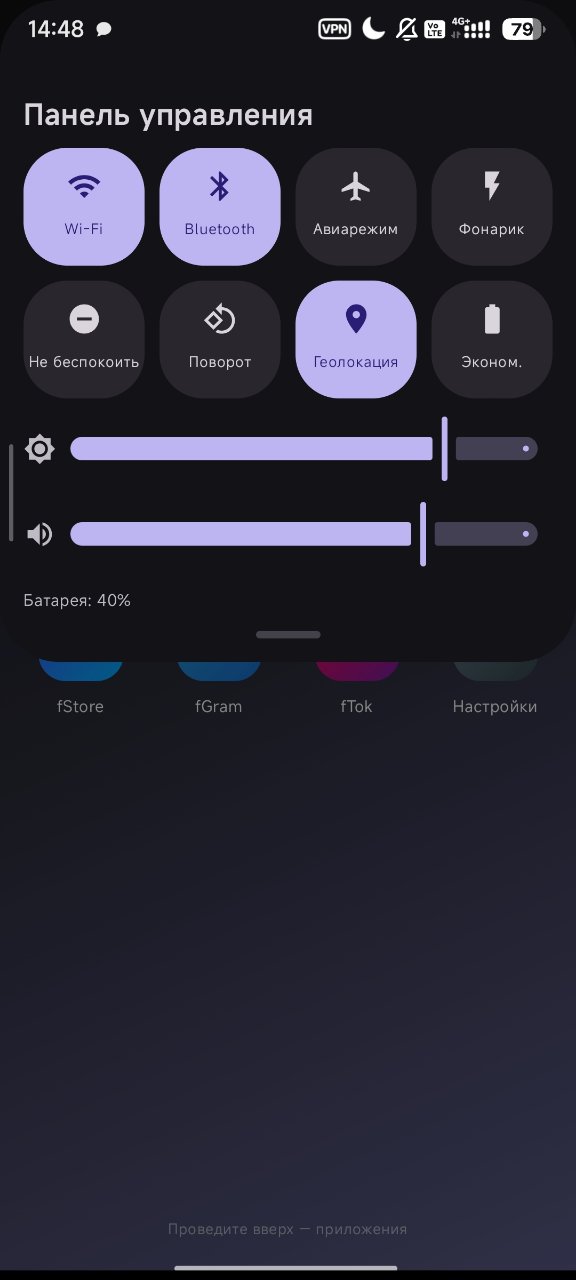 14:48 VPN Vo LTE 4G+ 79
Панель управления
Wi-Fi Bluetooth Авиарежим Фонарик
Не беспокоить Поворот Геолокация Эконом.
Батарея: 40%
fStore fGram fTok Настройки
Проведите вверх — приложения